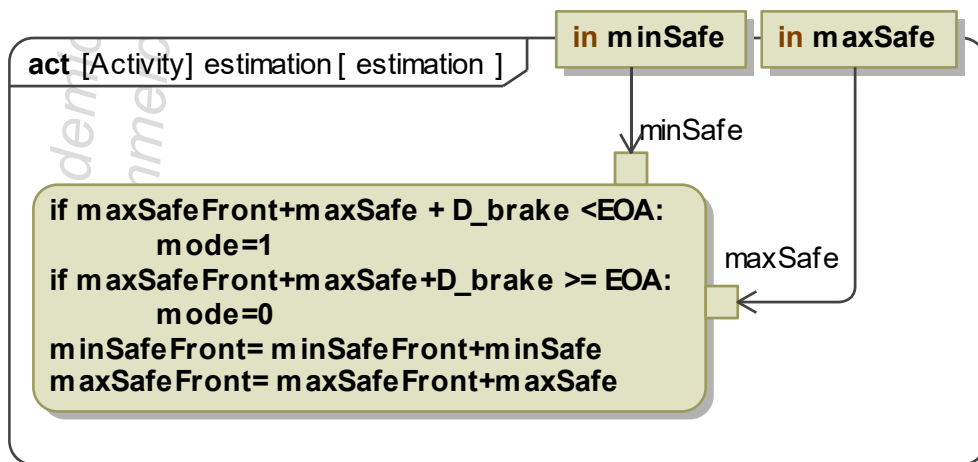 in minSafe
in maxSafe
act [Activity] estimation [ estimation ]
minSafe
if maxSafeFront+maxSafe + D_brake <EOA:
mode=1
if maxSafeFront+maxSafe+D_brake >= EOA:
mode=0
minSafeFront= minSafeFront+minSafe
maxSafeFront= maxSafeFront+maxSafe
maxSafe